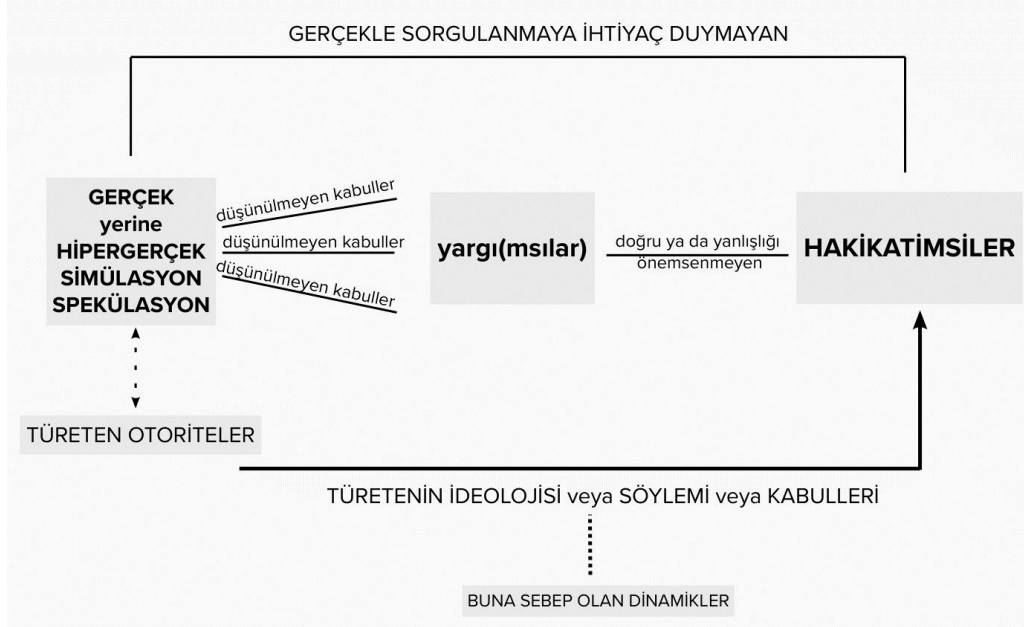 GERÇEKLE SORGULANMAYA İHTİYAÇ DUYMAYAN
GERÇEK
yerine
HİPERGERÇEK
SİMÜLASYON
SPEKÜLASYON
düşünülmeyen kabuller
düşünülmeyen kabuller
düşünülmeyen kabuller
yargı(msılar)
doğru ya da yanlışlığı
önemsenmeyen
HAKİKATİMSİLER
TÜRETEN OTORİTELER
TÜRETENİN İDEOLOJİSİ veya SÖYLEMİ veya KABULLERİ
BUNA SEBEP OLAN DİNAMİKLER